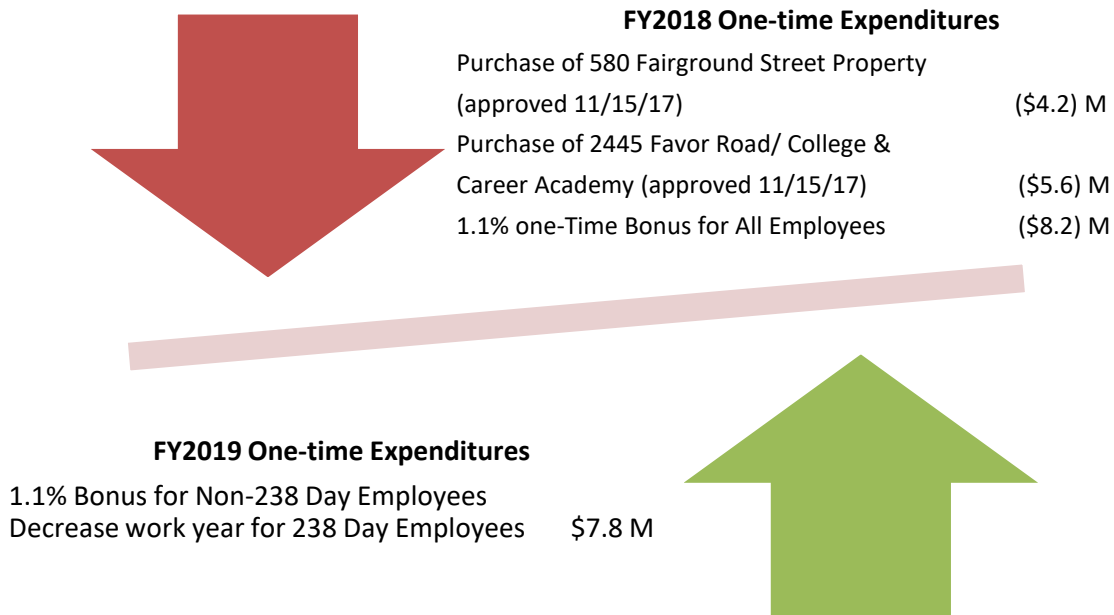 FY2018 One-time Expenditures
Purchase of 580 Fairground Street Property
(approved 11/15/17) ($4.2) M
Purchase of 2445 Favor Road/ College &
Career Academy (approved 11/15/17) ($5.6) M
1.1% one-Time Bonus for All Employees ($8.2) M
FY2019 One-time Expenditures
1.1% Bonus for Non-238 Day Employees
Decrease work year for 238 Day Employees $7.8 M